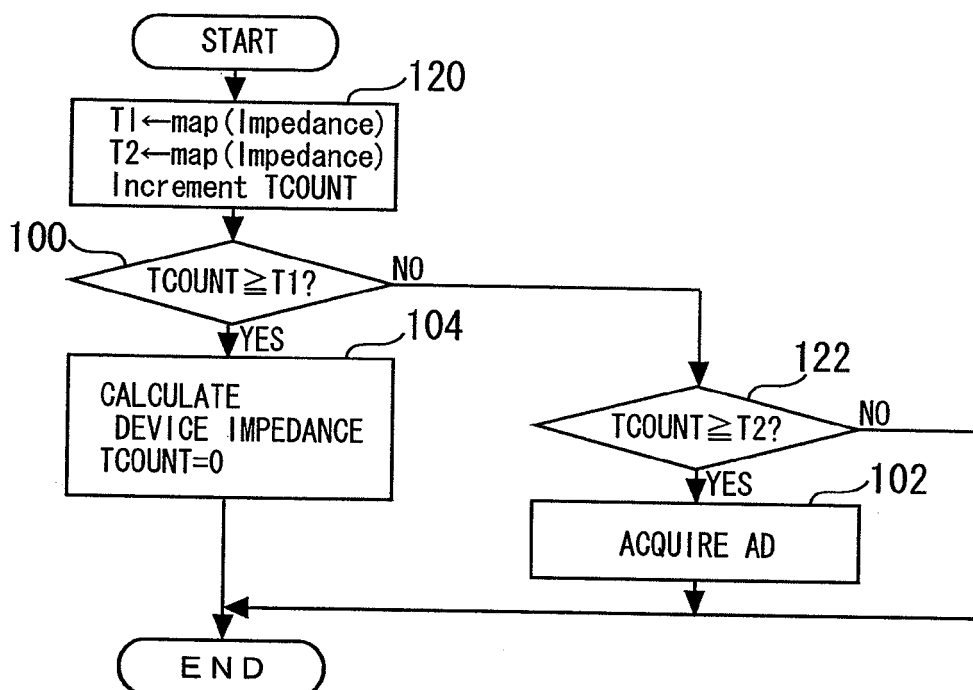 START
120
T1←map(Impedance)
T2←map(Impedance)
Increment TCOUNT
100
TCOUNT≧T1?
NO
YES
104
CALCULATE
DEVICE IMPEDANCE
TCOUNT=0
122
TCOUNT≧T2?
NO
YES
102
ACQUIRE AD
END